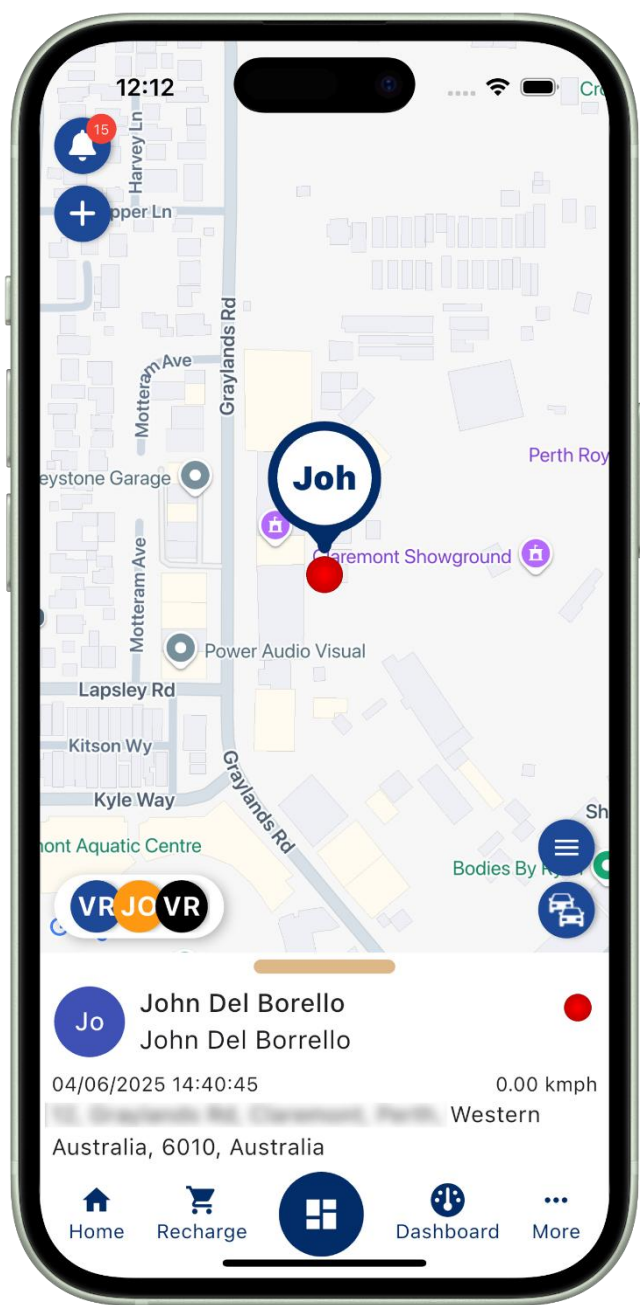 12:12
Cro
15
Harvey Ln
pper Ln
Graylands Rd
Motteram Ave
eystone Garage
Perth Roy
Joh
Claremont Showground
Motteram Ave
Power Audio Visual
Lapsley Rd
Kitson Wy
Graylands Rd
Kyle Way
Sh
mont Aquatic Centre
Bodies By Ryan
VR JO VR
Jo
John Del Borello
John Del Borrello
04/06/2025 14:40:45 0.00 kmph
Western
Australia, 6010, Australia
Home Recharge Dashboard More